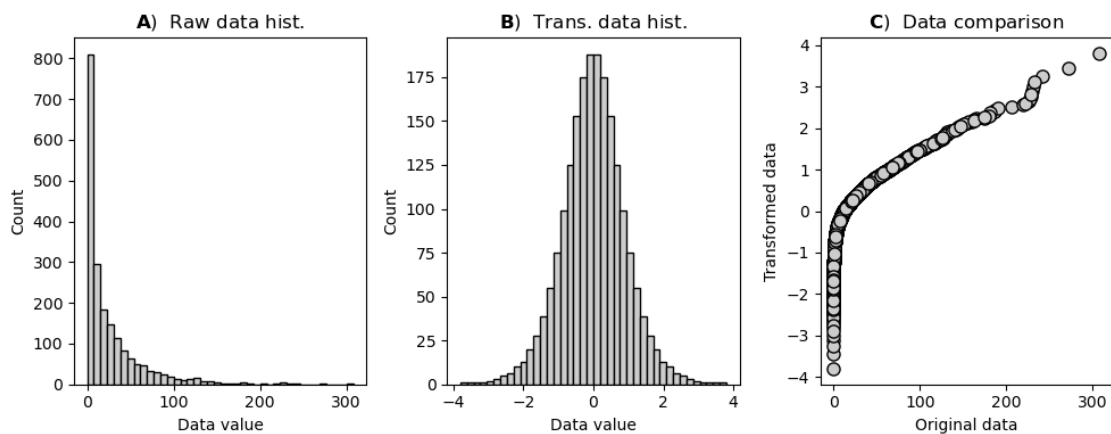 A)  Raw data hist.
800
700
600
500
400
300
200
100
0
Count
0 100 200 300
Data value
B)  Trans. data hist.
175
150
125
100
75
50
25
0
Count
−4 −2 0 2 4
Data value
C)  Data comparison
4
3
2
1
0
−1
−2
−3
−4
Transformed data
0 100 200 300
Original data